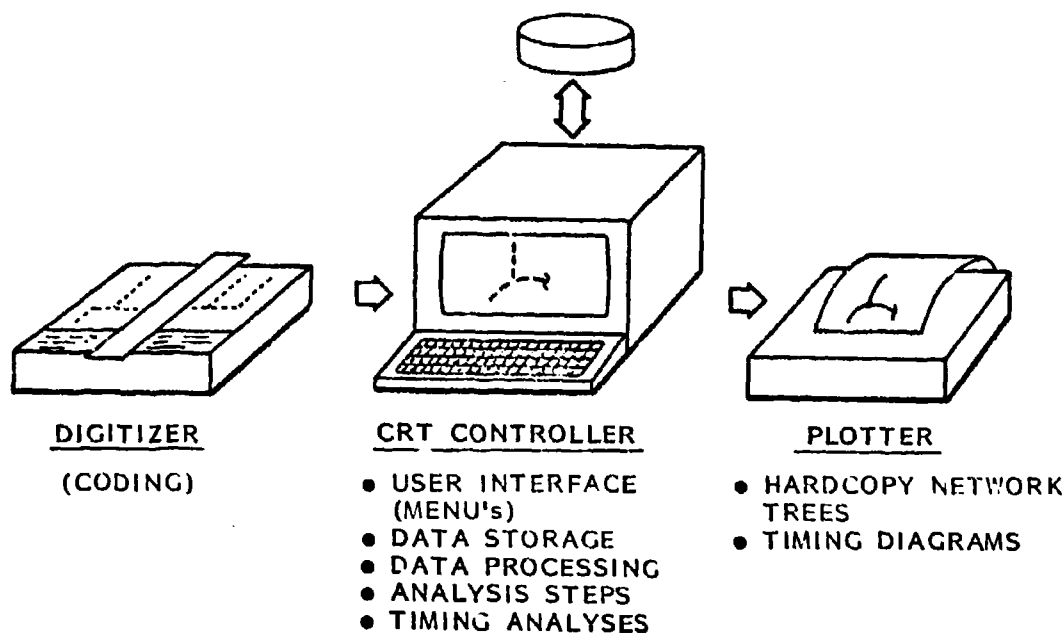 DIGITIZER
(CODING)
CRT CONTROLLER
• USER INTERFACE
(MENU's)
• DATA STORAGE
• DATA PROCESSING
• ANALYSIS STEPS
• TIMING ANALYSES
PLOTTER
• HARDCOPY NETWORK
TREES
• TIMING DIAGRAMS